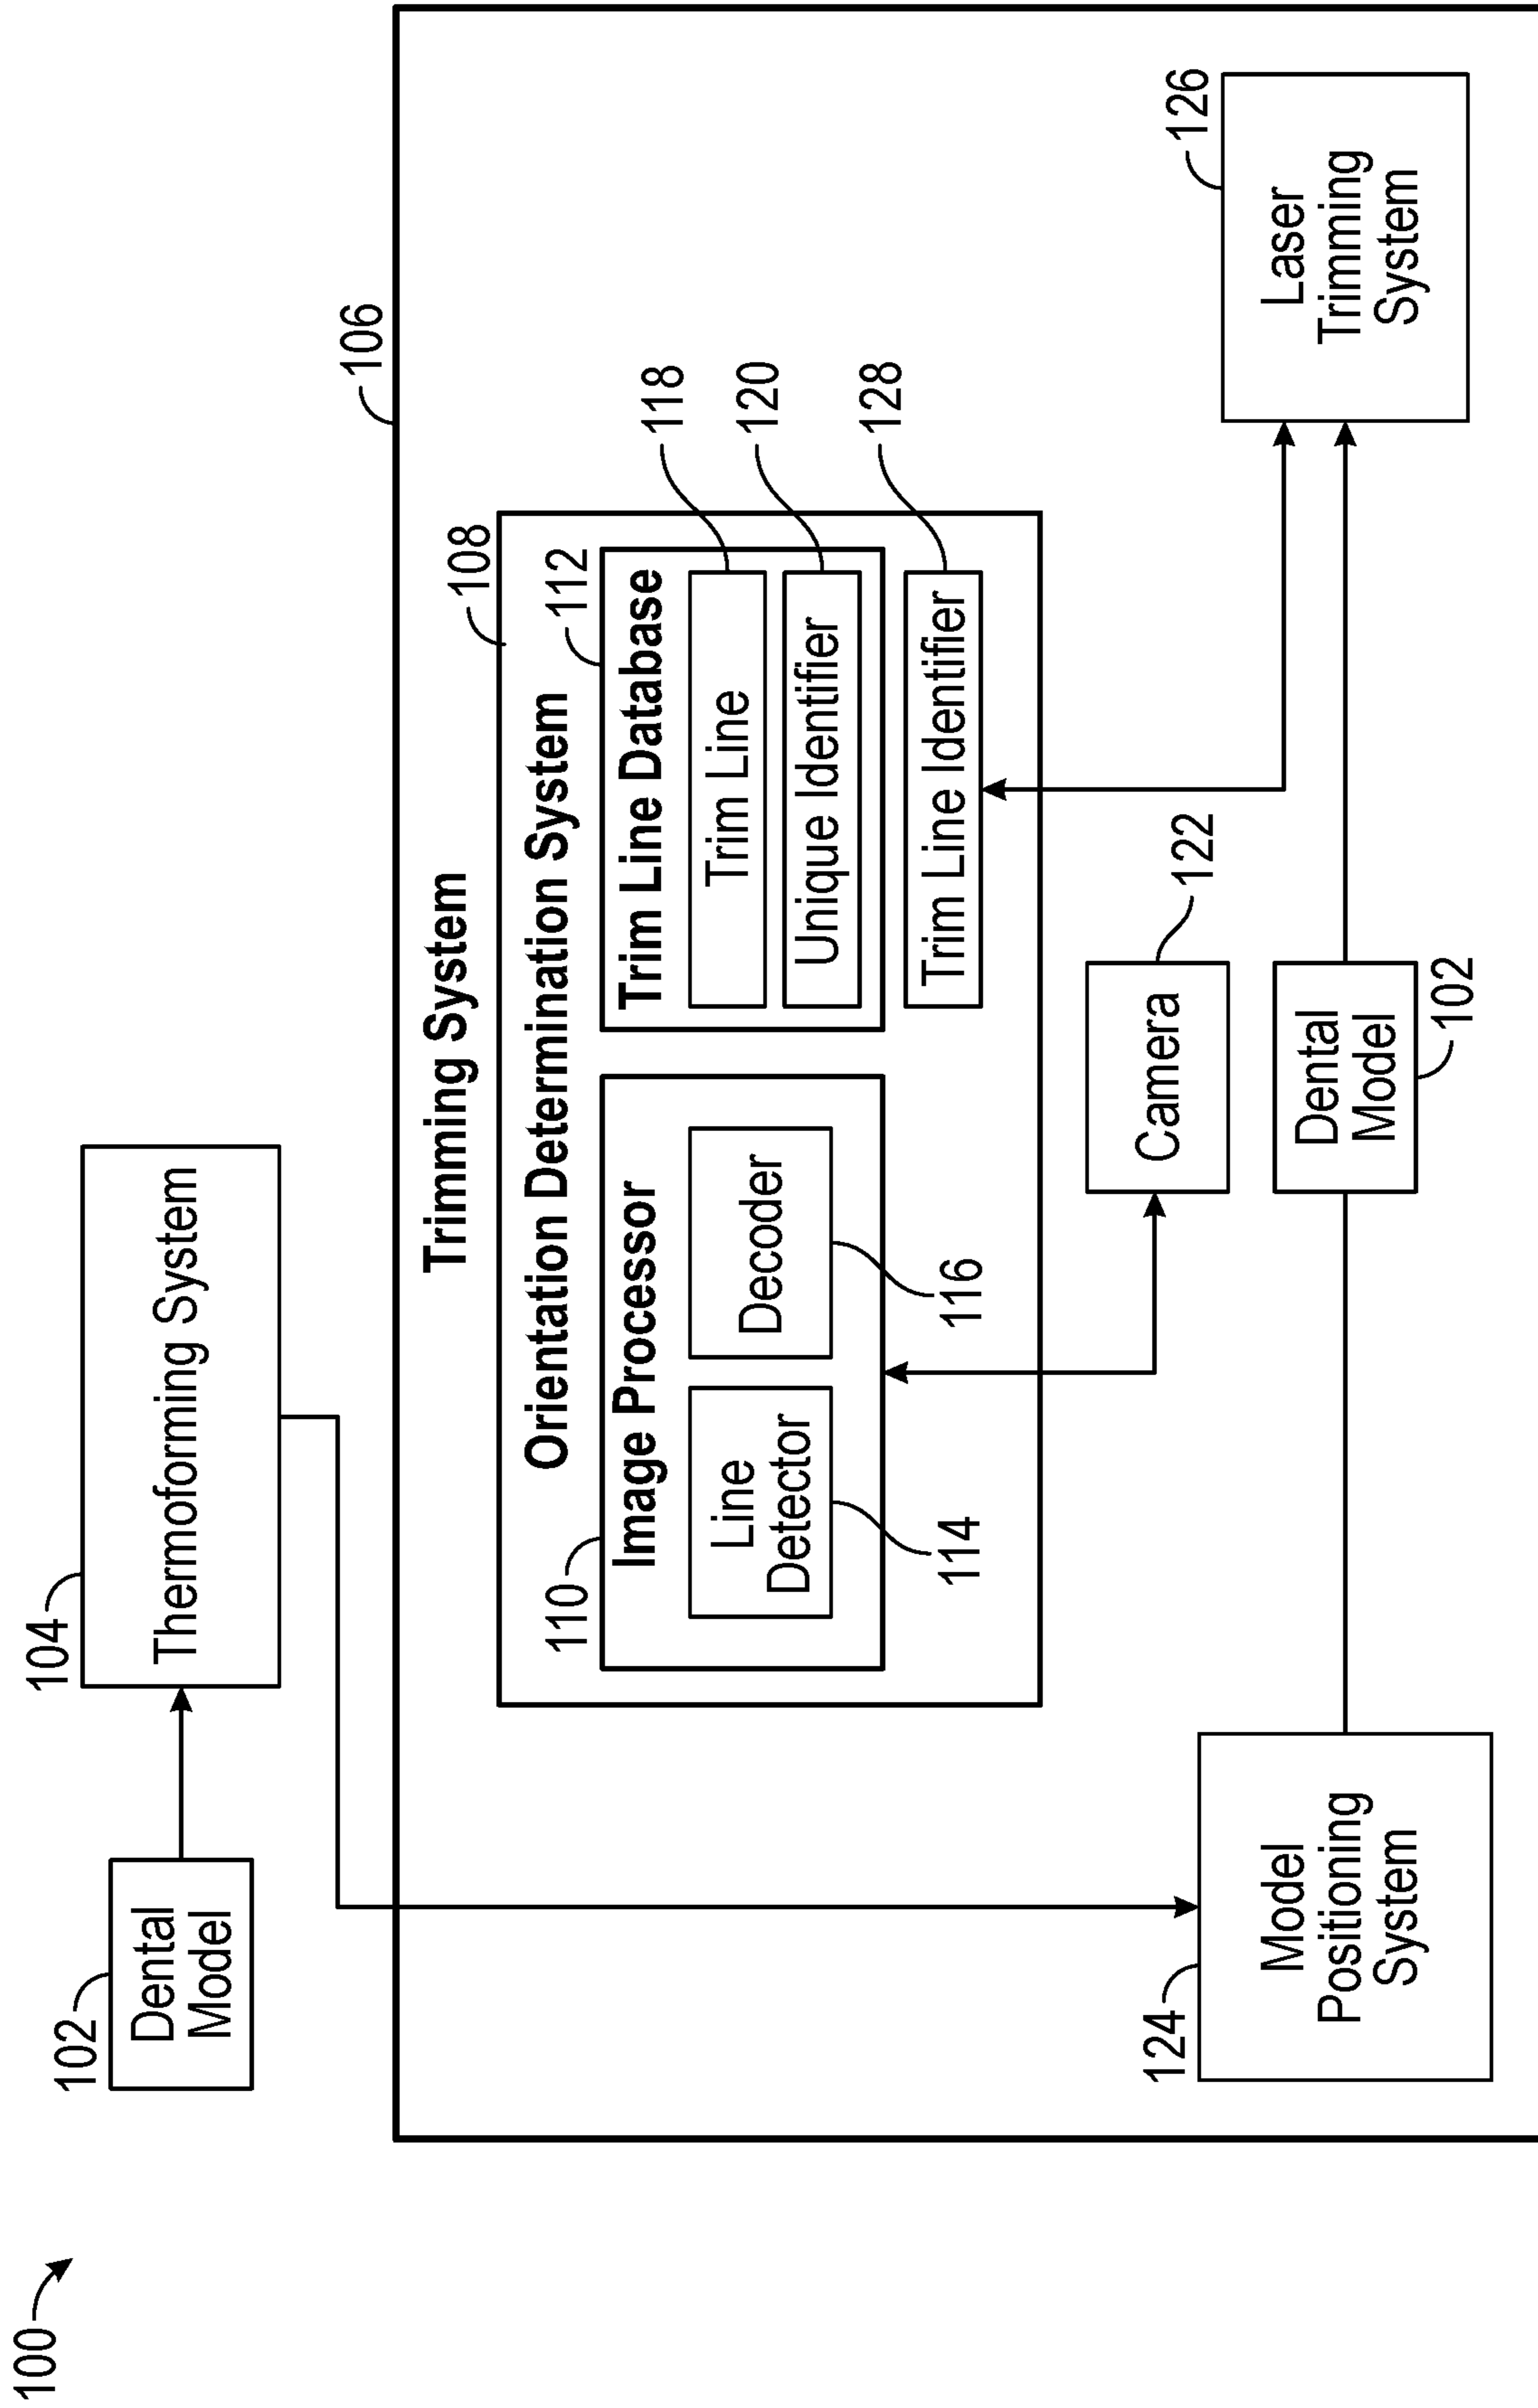 100
102
Dental
Model
104
Thermoforming System
106
Trimming System
108
Orientation Determination System
110
Image Processor
Line
Detector
114
Decoder
116
112
Trim Line Database
Trim Line
118
Unique Identifier
120
Trim Line Identifier
128
Camera
122
124
Model
Positioning
System
Dental
Model
102
126
Laser
Trimming
System